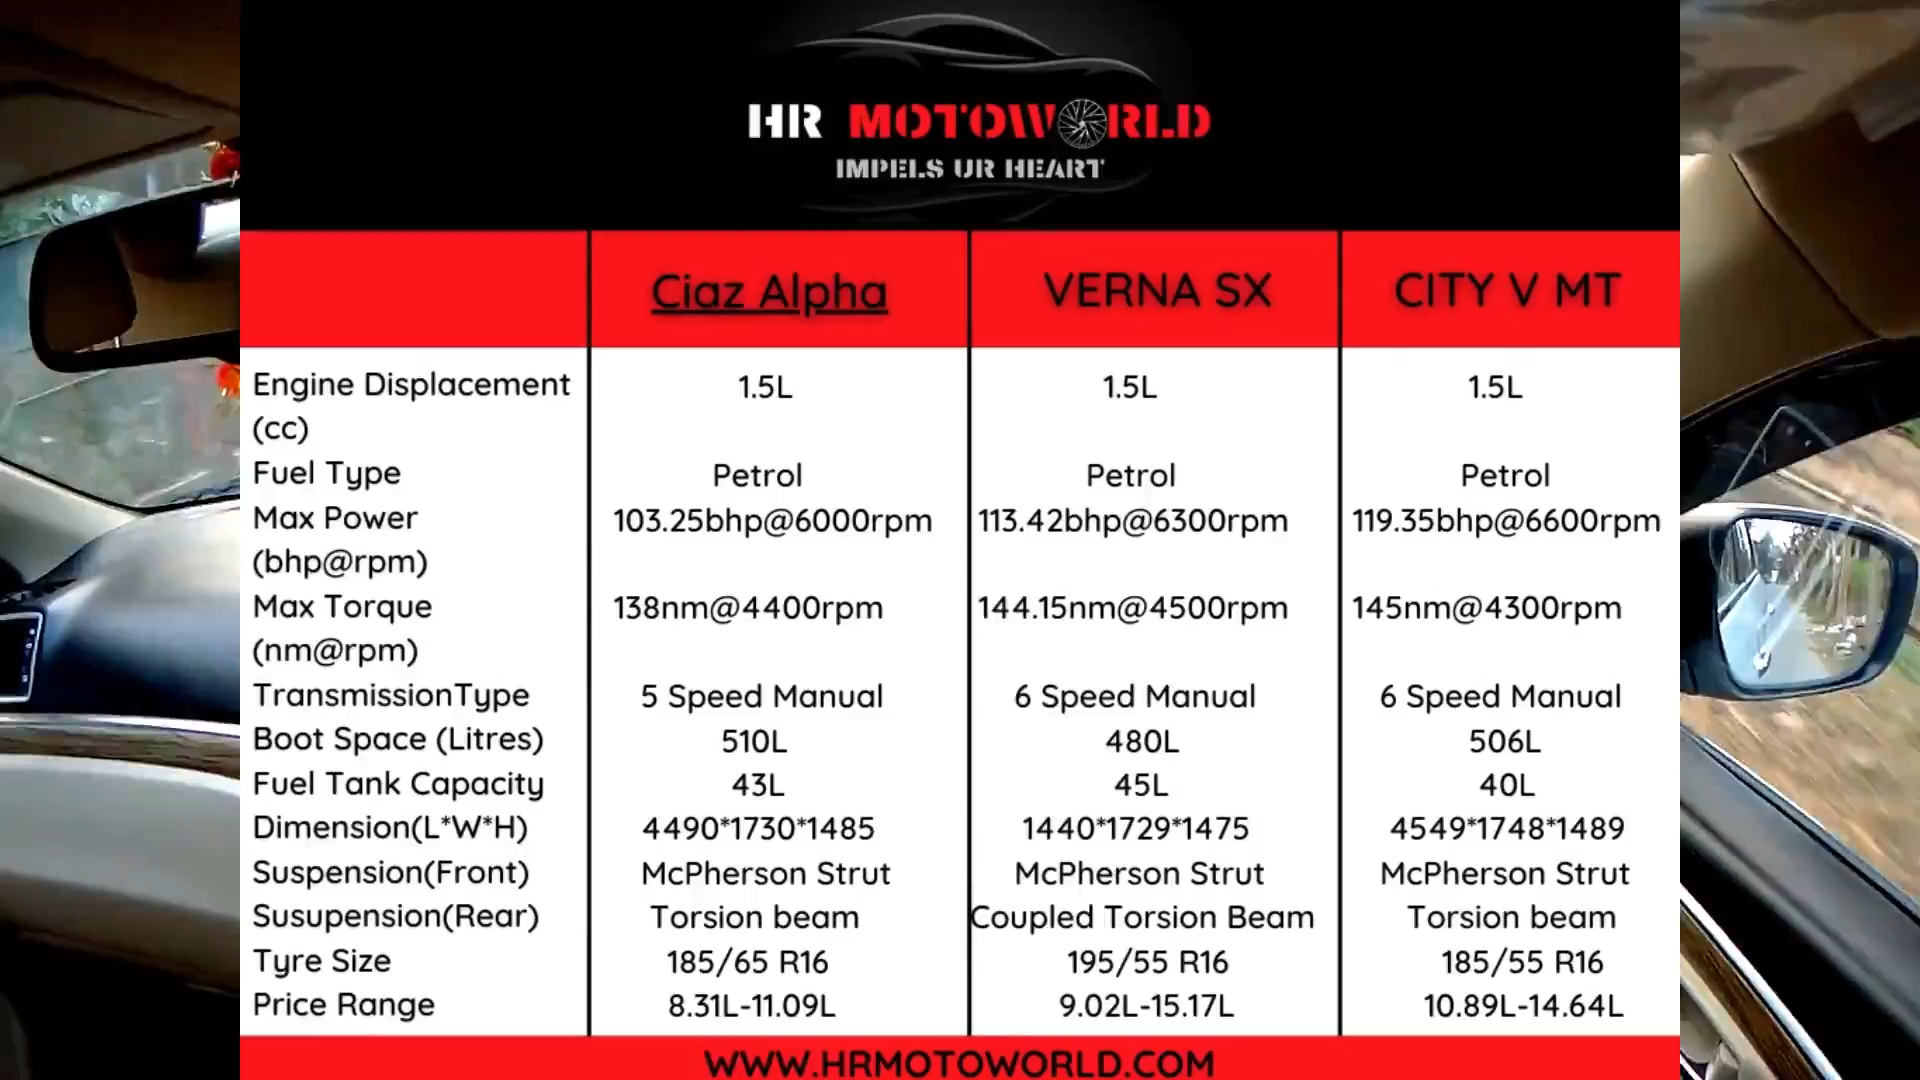 HR MOTOWORLD
IMPELS UR HEART
Ciaz Alpha VERNA SX CITY V MT
Engine Displacement 1.5L 1.5L 1.5L
(cc)
Fuel Type Petrol Petrol Petrol
Max Power 103.25bhp@6000rpm 113.42bhp@6300rpm 119.35bhp@6600rpm
(bhp@rpm)
Max Torque 138nm@4400rpm 144.15nm@4500rpm 145nm@4300rpm
(nm@rpm)
TransmissionType 5 Speed Manual 6 Speed Manual 6 Speed Manual
Boot Space (Litres) 510L 480L 506L
Fuel Tank Capacity 43L 45L 40L
Dimension(L*W*H) 4490*1730*1485 1440*1729*1475 4549*1748*1489
Suspension(Front) McPherson Strut McPherson Strut McPherson Strut
Susupension(Rear) Torsion beam Coupled Torsion Beam Torsion beam
Tyre Size 185/65 R16 195/55 R16 185/55 R16
Price Range 8.31L-11.09L 9.02L-15.17L 10.89L-14.64L
WWW.HRMOTOWORLD.COM